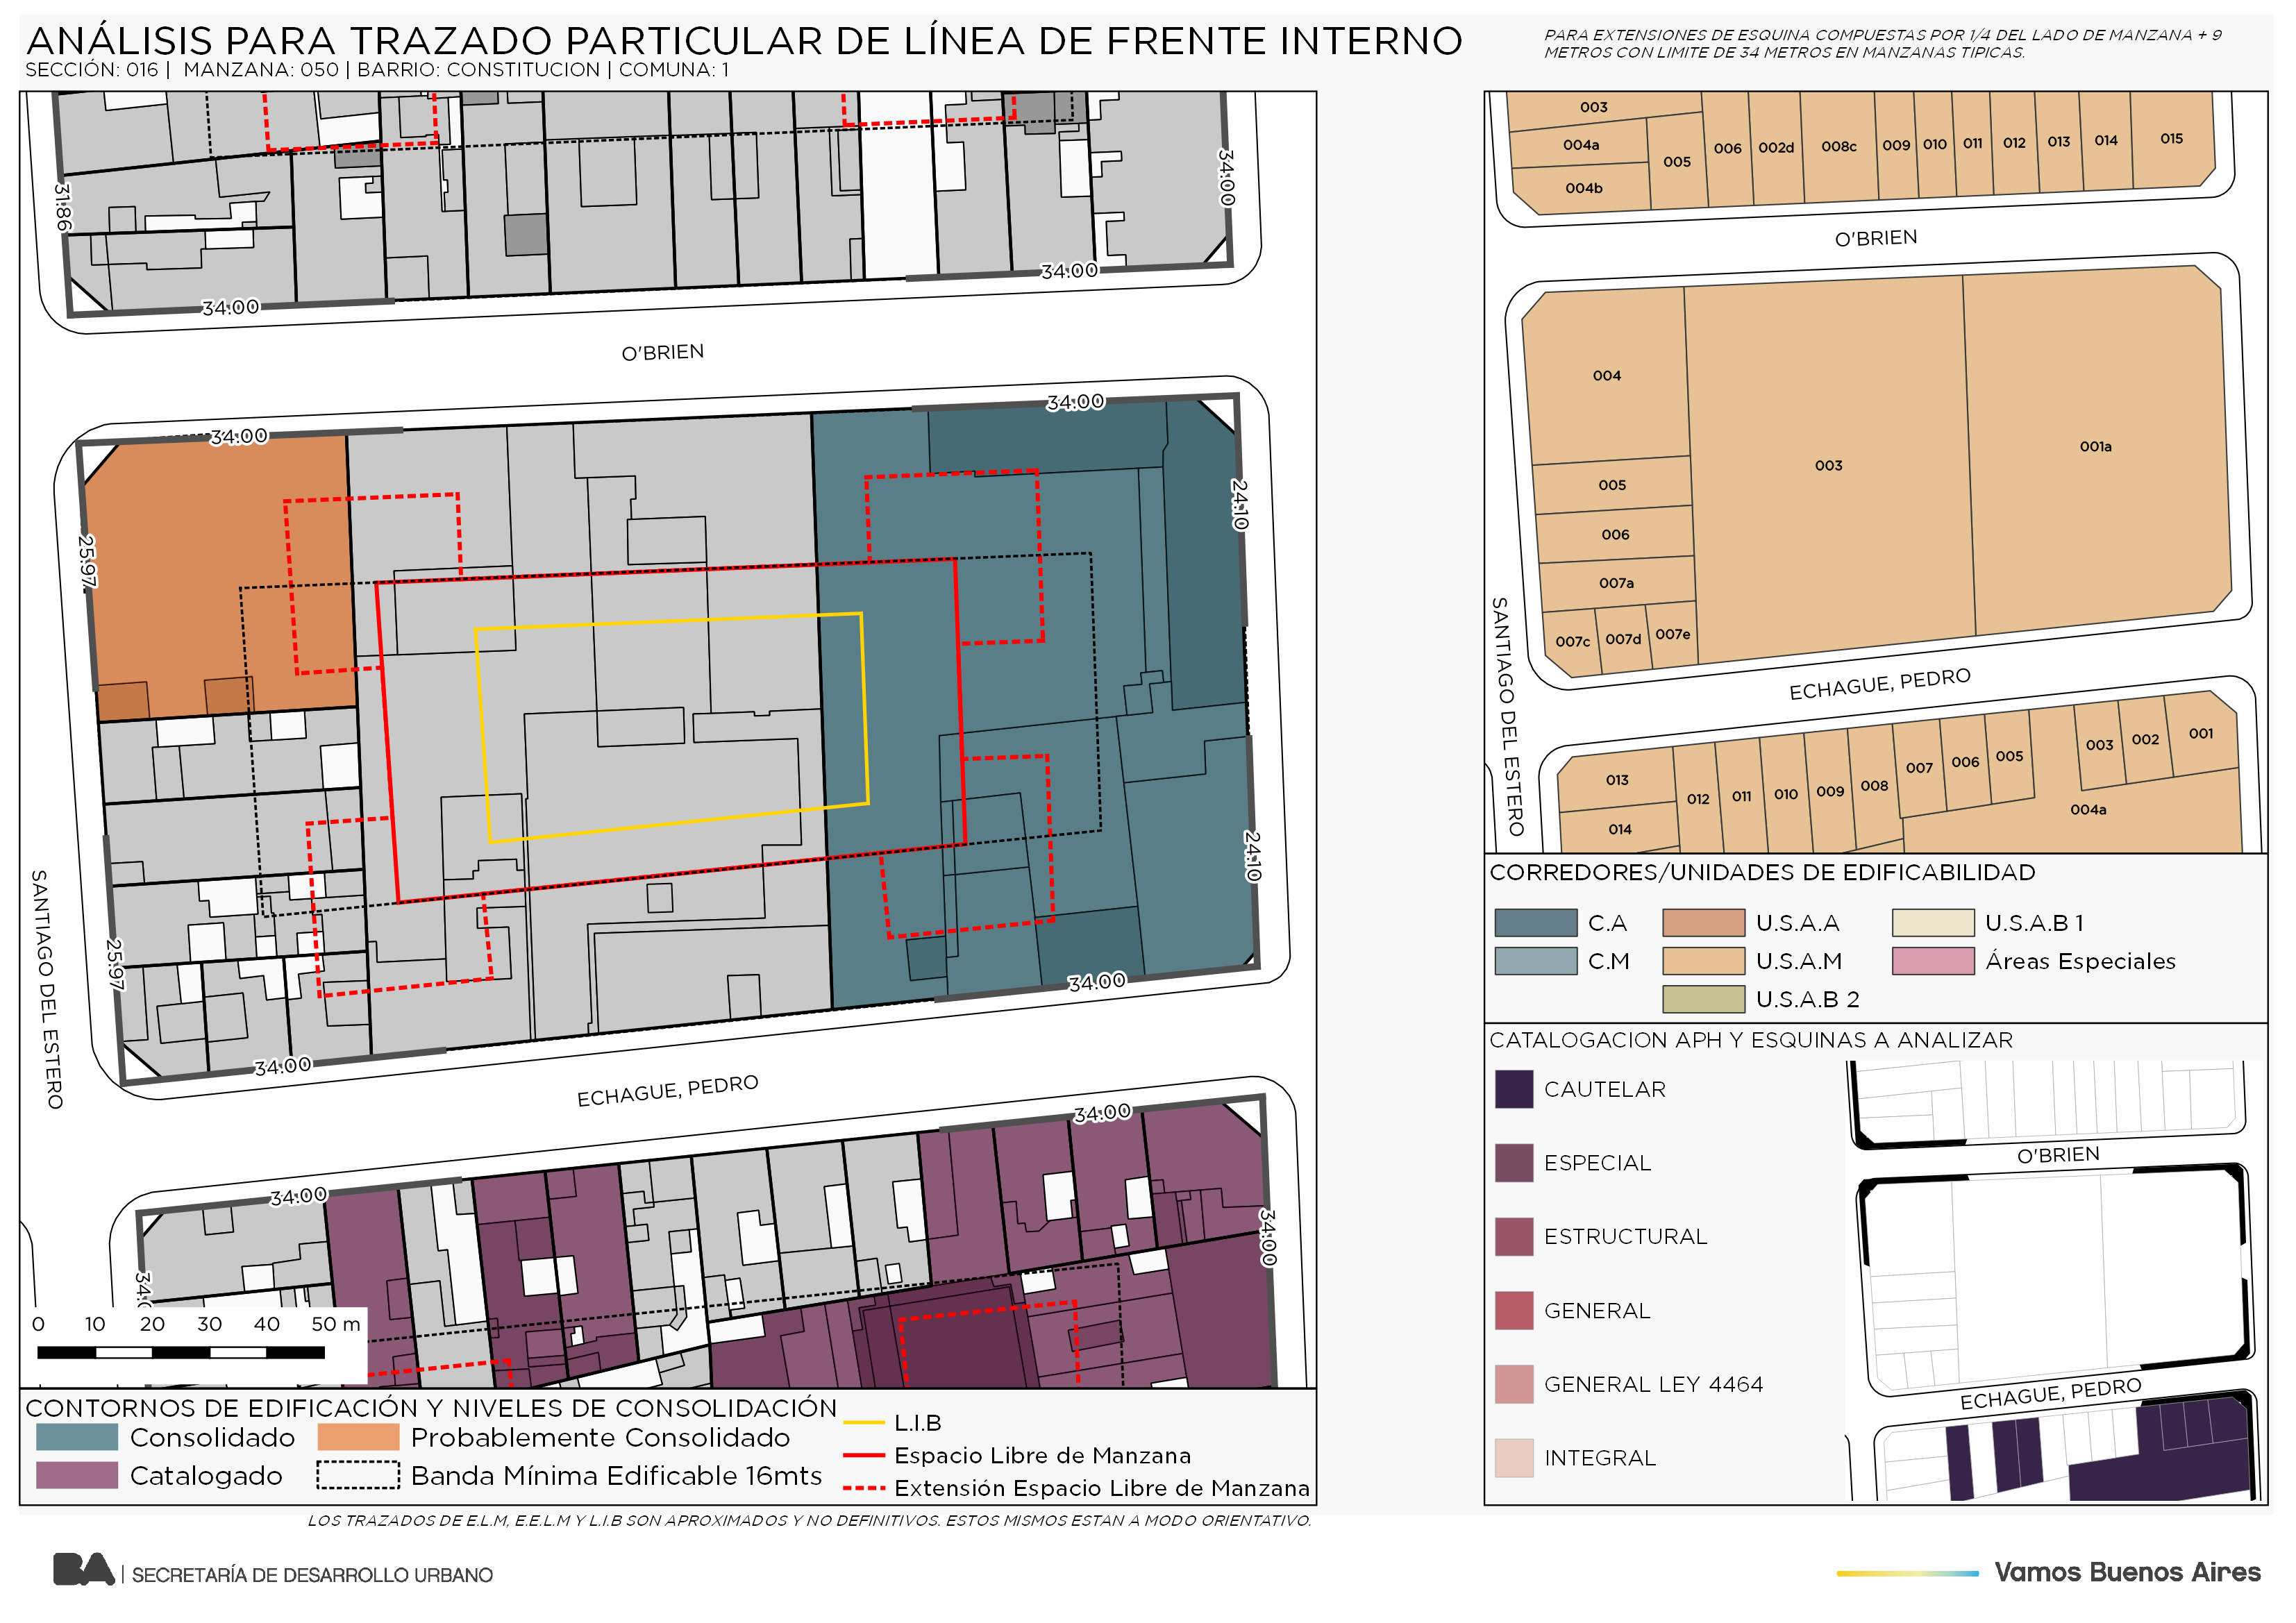 ANÁLISIS PARA TRAZADO PARTICULAR DE LÍNEA DE FRENTE INTERNO
SECCIÓN: 016 | MANZANA: 050 | BARRIO: CONSTITUCION | COMUNA: 1
PARA EXTENSIONES DE ESQUINA COMPUESTAS POR 1/4 DEL LADO DE MANZANA + 9
METROS CON LIMITE DE 34 METROS EN MANZANAS TIPICAS.
31.86
34.00
34.00
34.00
O'BRIEN
34.00
34.00
25.97
24.10
25.97
24.10
34.00
34.00
SANTIAGO DEL ESTERO
ECHAGUE, PEDRO
34.00
34.00
34.00
0 10 20 30 40 50 m
CONTORNOS DE EDIFICACIÓN Y NIVELES DE CONSOLIDACIÓN
Consolidado
Probablemente Consolidado
Catalogado
Banda Mínima Edificable 16mts
L.I.B
Espacio Libre de Manzana
Extensión Espacio Libre de Manzana
003
004a
004b
005
006
002d
008c
009
010
011
012
013
014
015
O'BRIEN
004
003
001a
005
006
007a
007c
007d
007e
SANTIAGO DEL ESTERO
ECHAGUE, PEDRO
013
014
012
011
010
009
008
007
006
005
003
002
001
004a
CORREDORES/UNIDADES DE EDIFICABILIDAD
C.A
U.S.A.A
U.S.A.B 1
C.M
U.S.A.M
Áreas Especiales
U.S.A.B 2
CATALOGACION APH Y ESQUINAS A ANALIZAR
CAUTELAR
ESPECIAL
ESTRUCTURAL
GENERAL
GENERAL LEY 4464
INTEGRAL
O'BRIEN
ECHAGUE, PEDRO
LOS TRAZADOS DE E.L.M, E.E.L.M Y L.I.B SON APROXIMADOS Y NO DEFINITIVOS. ESTOS MISMOS ESTAN A MODO ORIENTATIVO.
BA | SECRETARÍA DE DESARROLLO URBANO
Vamos Buenos Aires